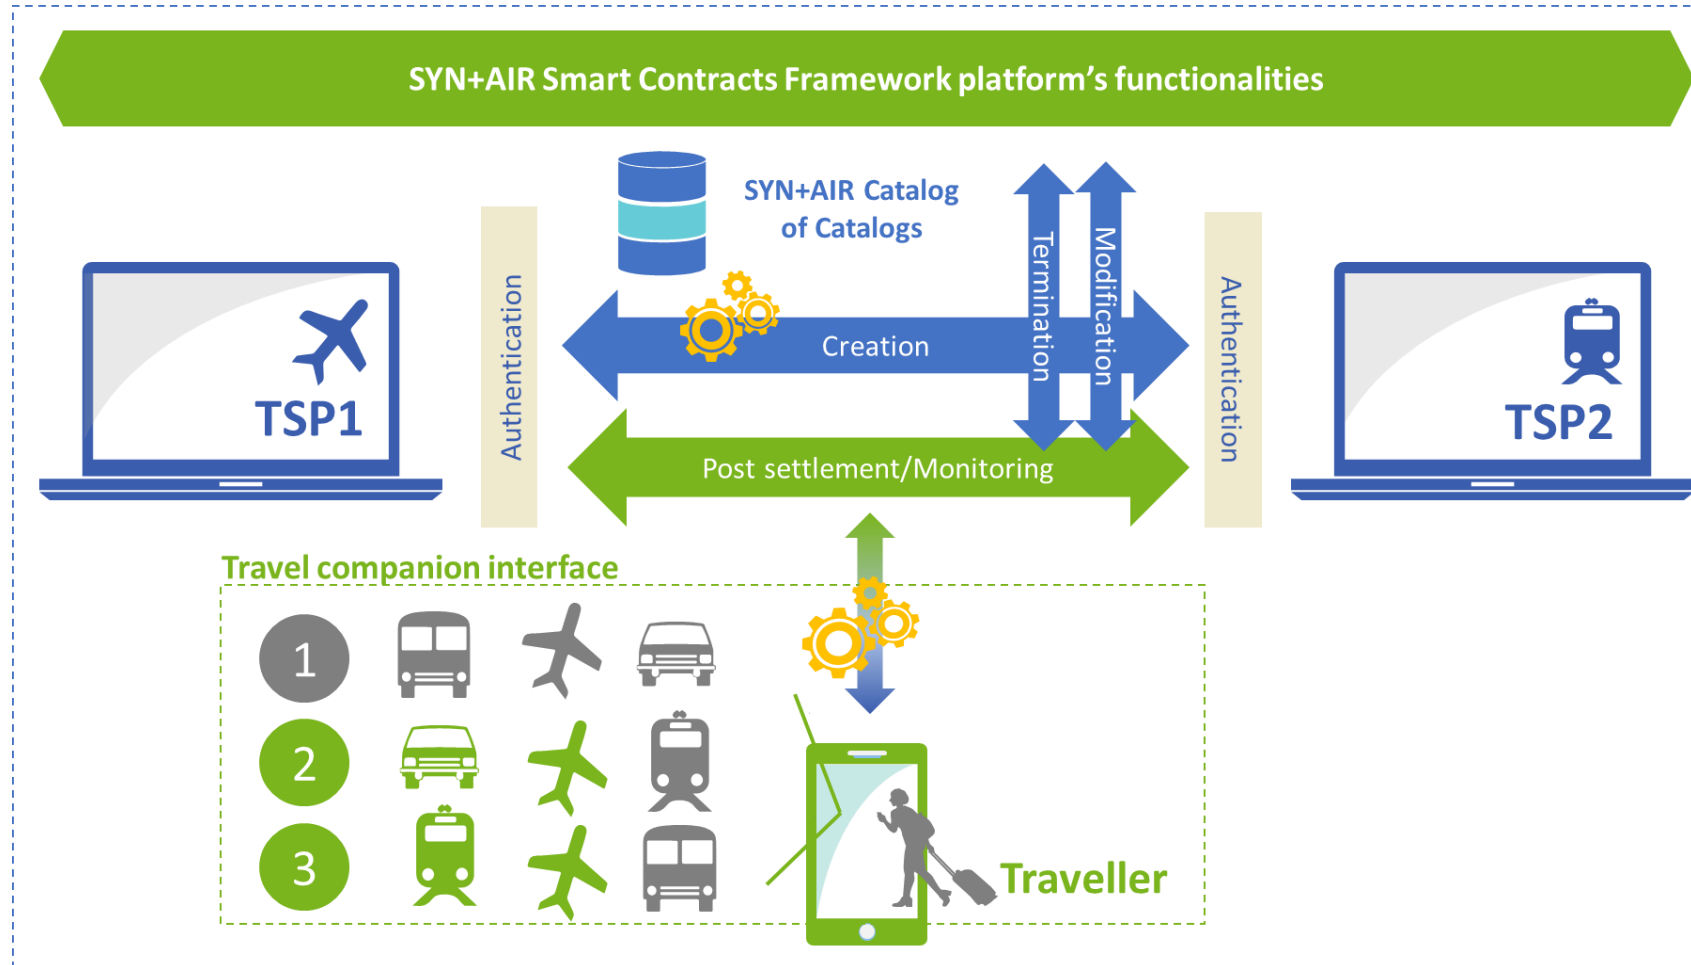 SYN+AIR Smart Contracts Framework platform's functionalities
SYN+AIR Catalog
of Catalogs
Authentication
Termination
Modification
Authentication
Creation
TSP1
TSP2
Post settlement/Monitoring
Travel companion interface
1
2
3
Traveller